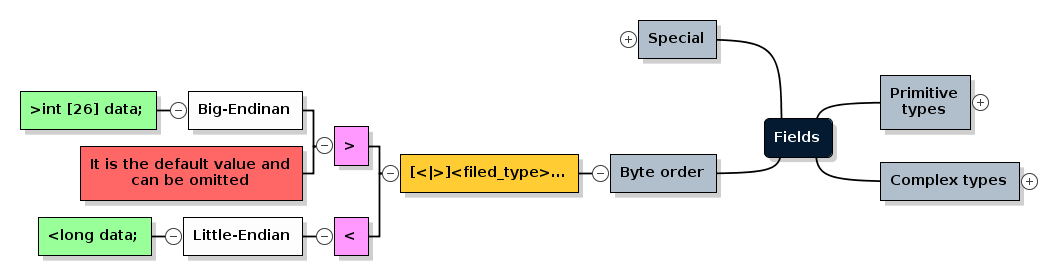 Special
Primitive
types
Fields
>int [26] data;
Big-Endinan
>
It is the default value and
can be omitted
[<|>]<filed_type>...
Byte order
Complex types
<long data;
Little-Endian
<